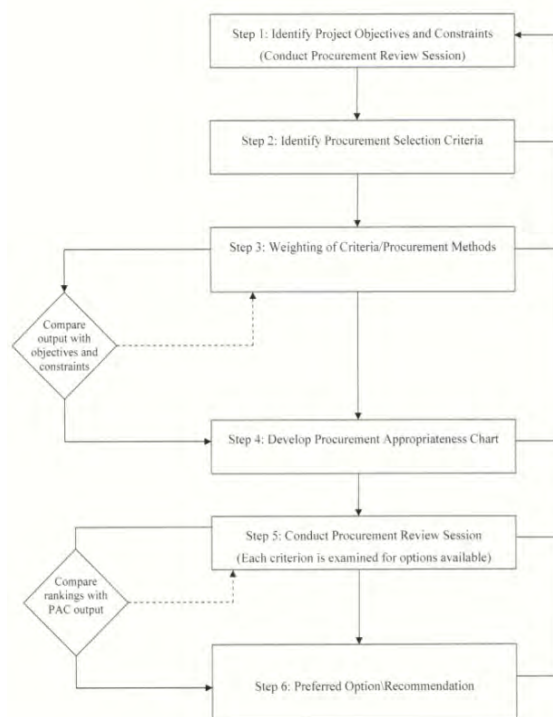 Step 1: Identify Project Objectives and Constraints
(Conduct Procurement Review Session)
Step 2: Identify Procurement Selection Criteria
Step 3: Weighting of Criteria/Procurement Methods
Compare
output with
objectives and
constraints
Step 4: Develop Procurement Appropriateness Chart
Step 5: Conduct Procurement Review Session
(Each criterion is examined for options available)
Compare
rankings with
PAC output
Step 6: Preferred Option\Recommendation